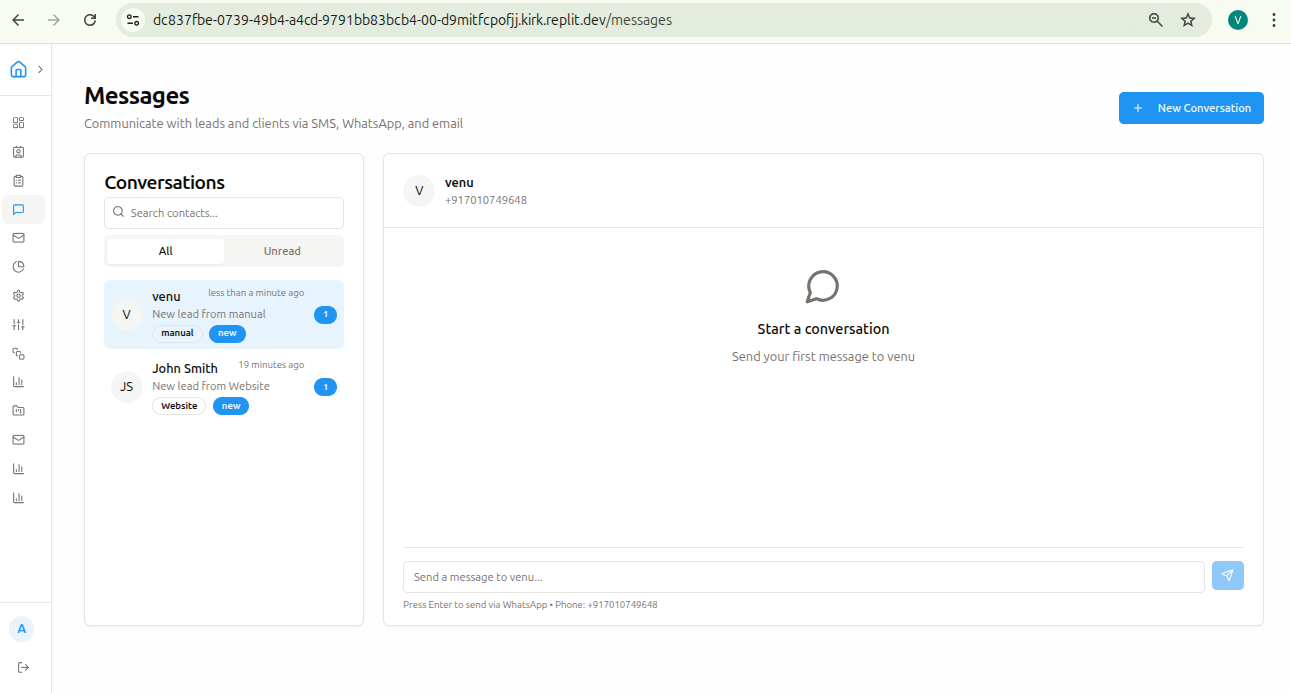 dc837fbe-0739-49b4-a4cd-9791bb83bcb4-00-d9mitfcpofjj.kirk.replit.dev/messages
V
Messages
Communicate with leads and clients via SMS, WhatsApp, and email
+ New Conversation
Conversations
Search contacts...
All Unread
V
venu less than a minute ago
New lead from manual
1
manual new
JS
John Smith 19 minutes ago
New lead from Website
1
Website new
V
venu
+917010749648
Start a conversation
Send your first message to venu
Send a message to venu...
Press Enter to send via WhatsApp • Phone: +917010749648
A